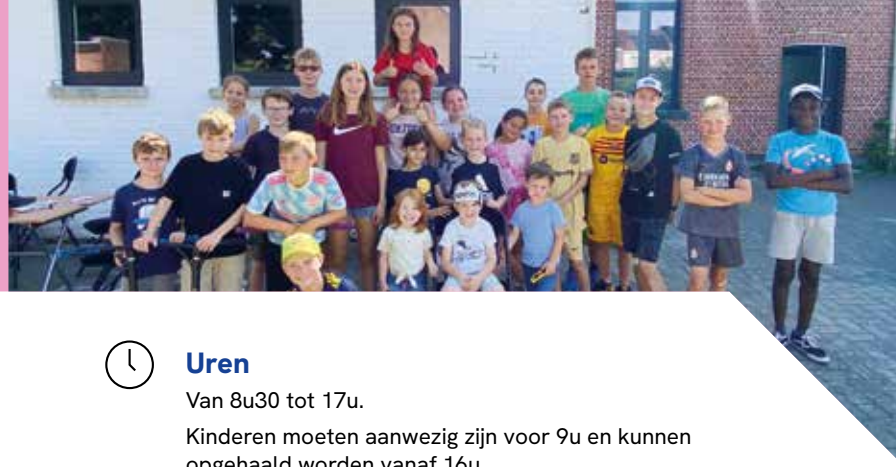 Uren
Van 8u30 tot 17u.
Kinderen moeten aanwezig zijn voor 9u en kunnen
opgehaald worden vanaf 16u